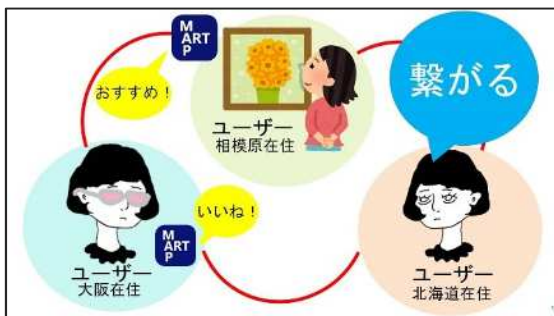 M
ART
P
おすすめ！
ユーザー
相模原在住
繋がる
いいね！
M
ART
P
ユーザー
大阪在住
ユーザー
北海道在住